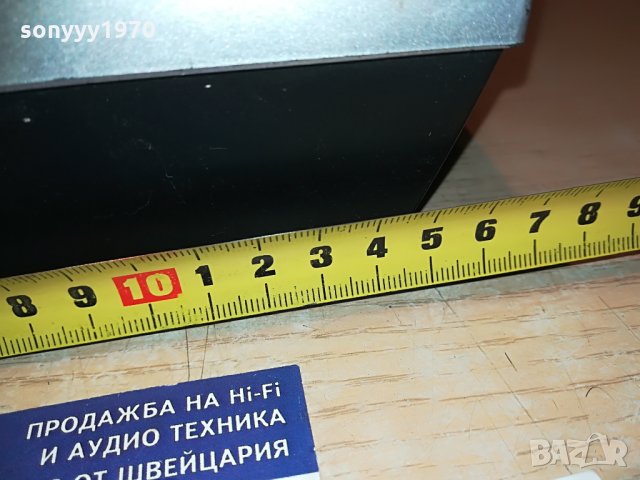 sonyyy1970
8 9 10 1 2 3 4 5 6 7 8 9
ПРОДАЖБА НА Hi-Fi
И АУДИО ТЕХНИКА
ОТ ШВЕЙЦАРИЯ
BAZAR